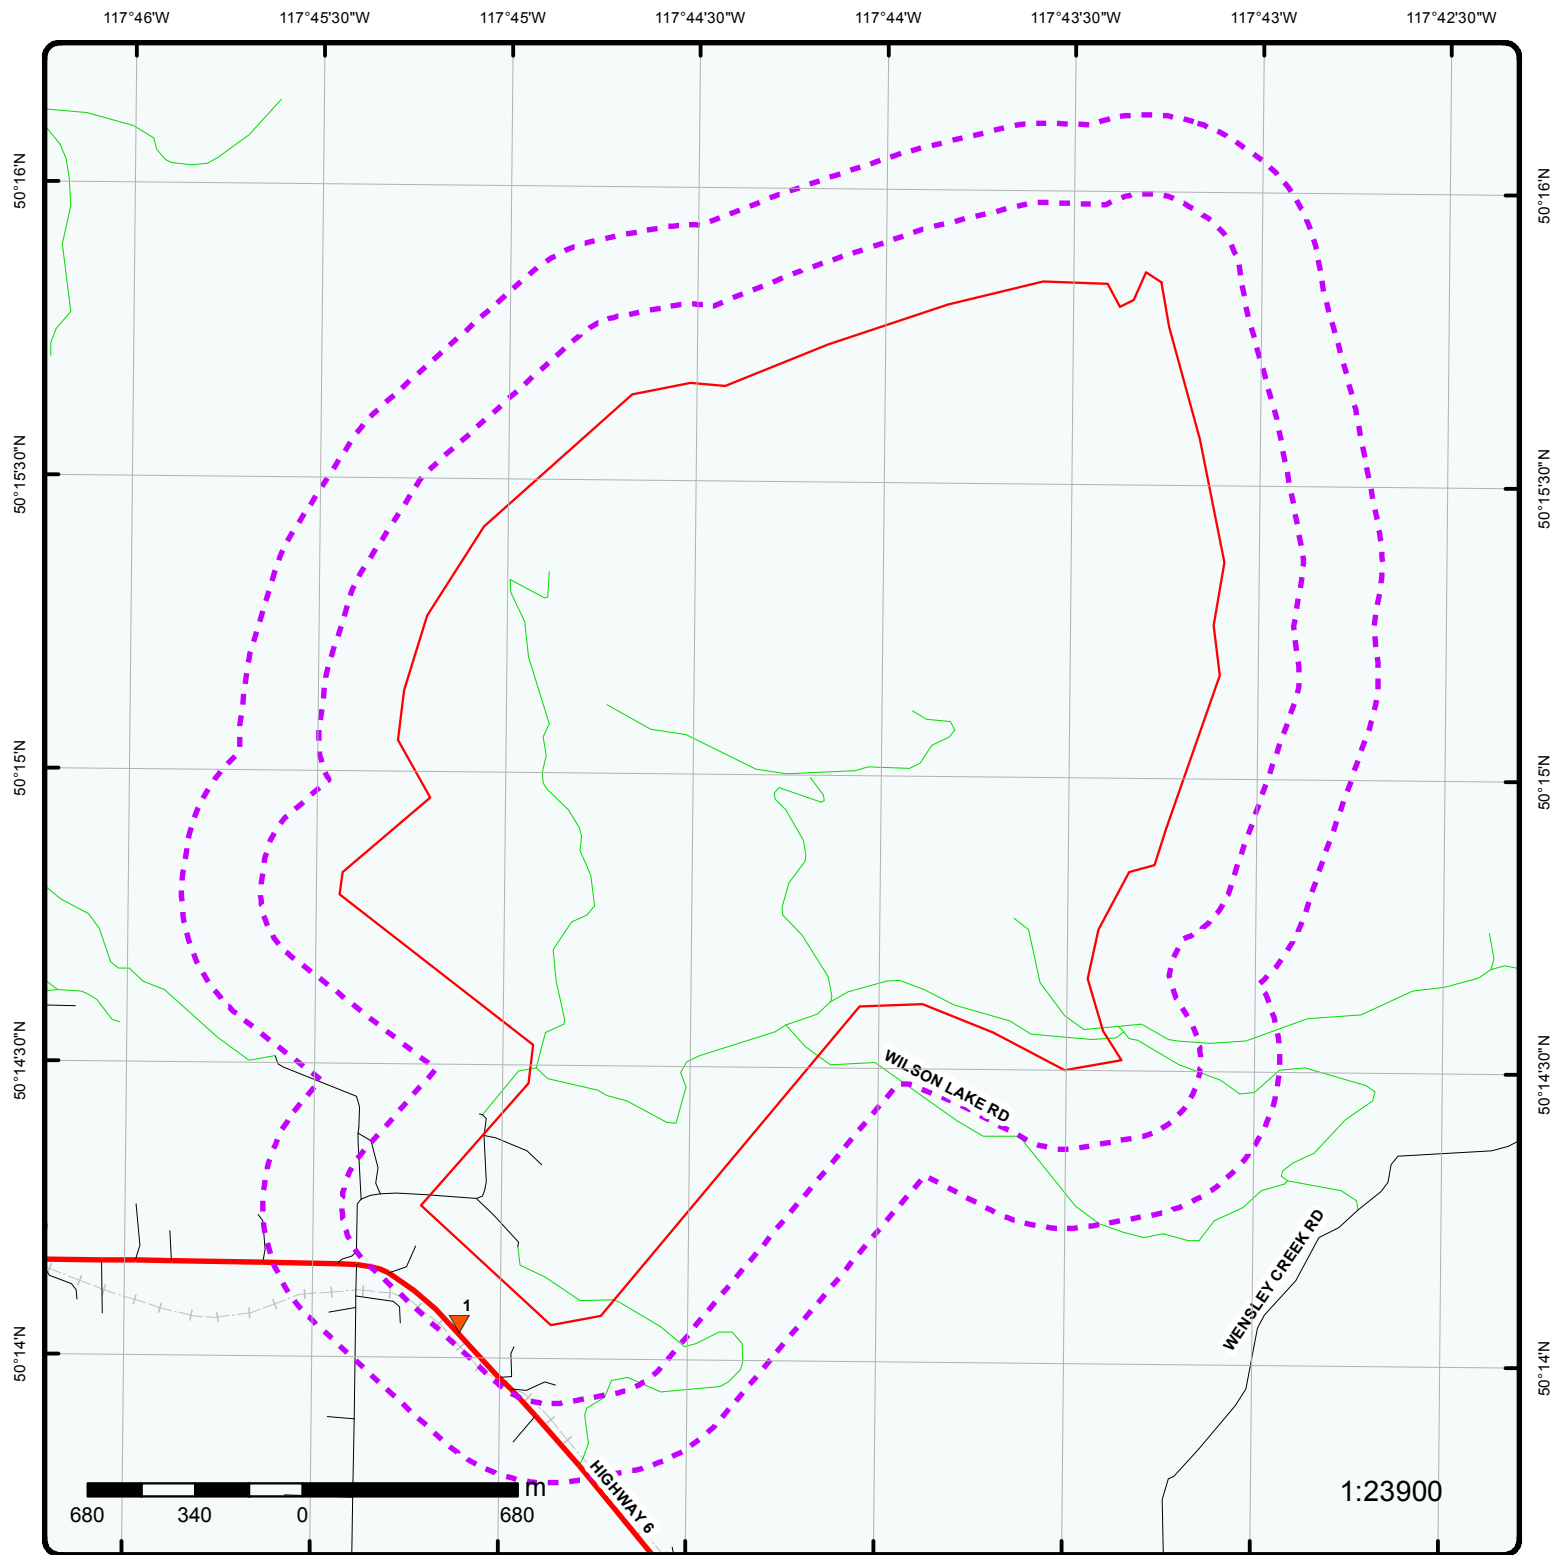 117°46'W 117°45'30"W 117°45'W 117°44'30"W 117°44'W 117°43'30"W 117°43'W 117°42'30"W
50°16'N 50°16'N
50°15'30"N 50°15'30"N
50°15'N 50°15'N
50°14'30"N 50°14'30"N
WILSON LAKE RD
WENSLEY CREEK RD
1
50°14'N 50°14'N
HIGHWAY 6
m
1:23900
680 340 0 680